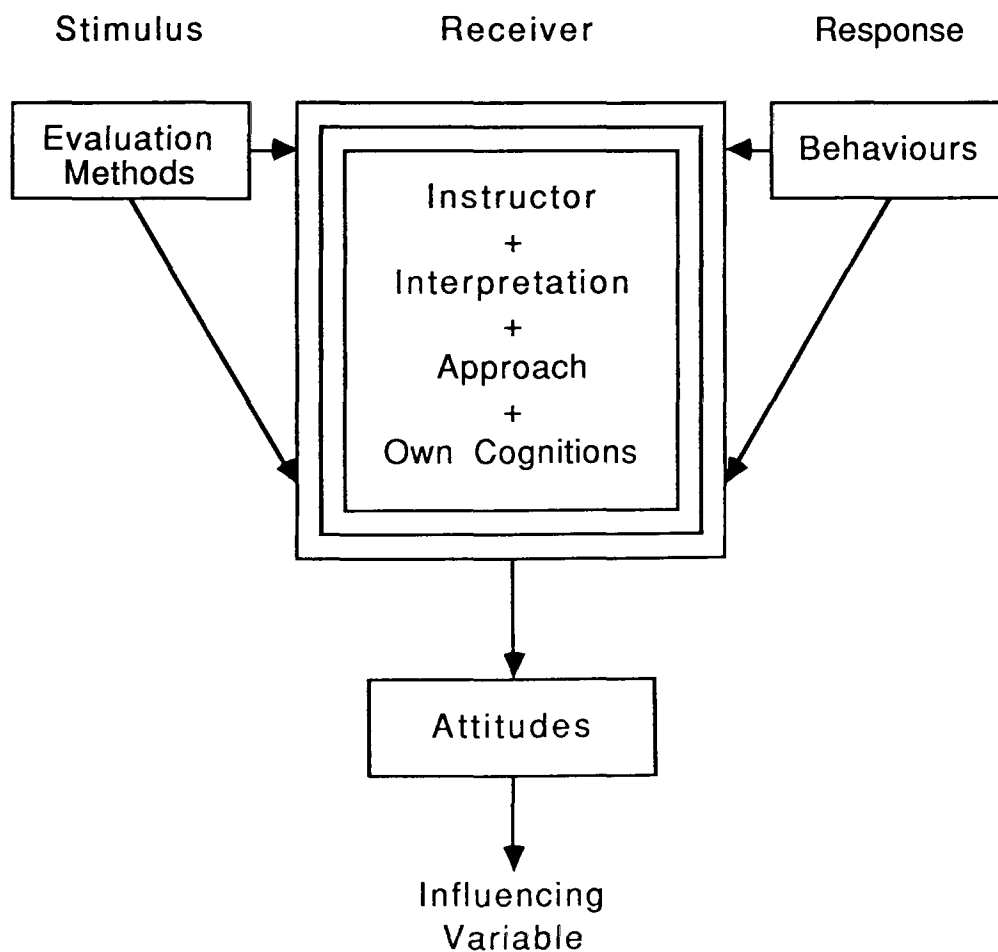 Stimulus Receiver Response
Evaluation
Methods
Behaviours
Instructor
+
Interpretation
+
Approach
+
Own Cognitions
Attitudes
Influencing
Variable